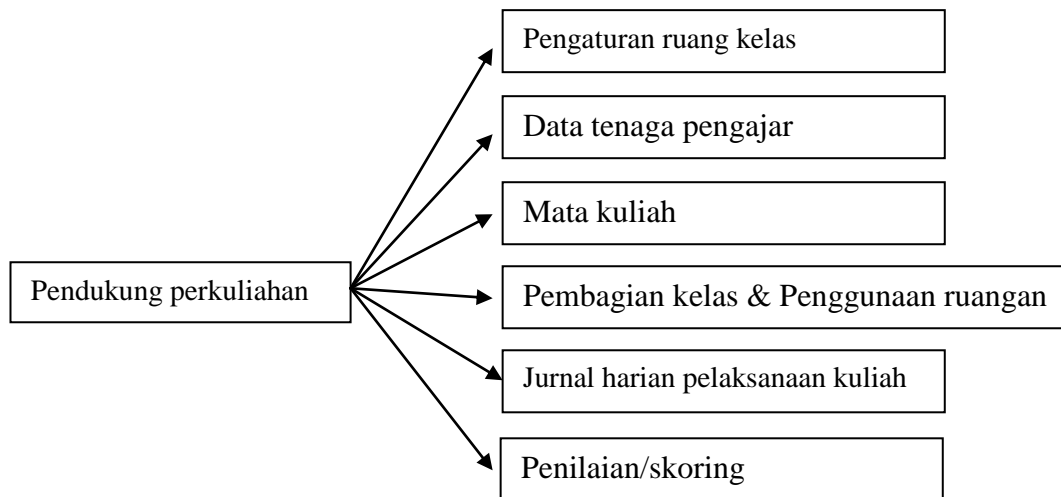 Pengaturan ruang kelas
Data tenaga pengajar
Mata kuliah
Pendukung perkuliahan
Pembagian kelas & Penggunaan ruangan
Jurnal harian pelaksanaan kuliah
Penilaian/skoring